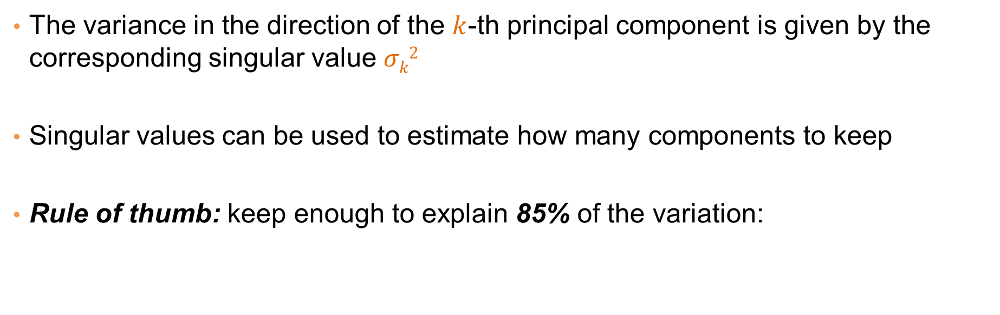 • The variance in the direction of the k-th principal component is given by the
corresponding singular value σₖ²
• Singular values can be used to estimate how many components to keep
• Rule of thumb: keep enough to explain 85% of the variation: